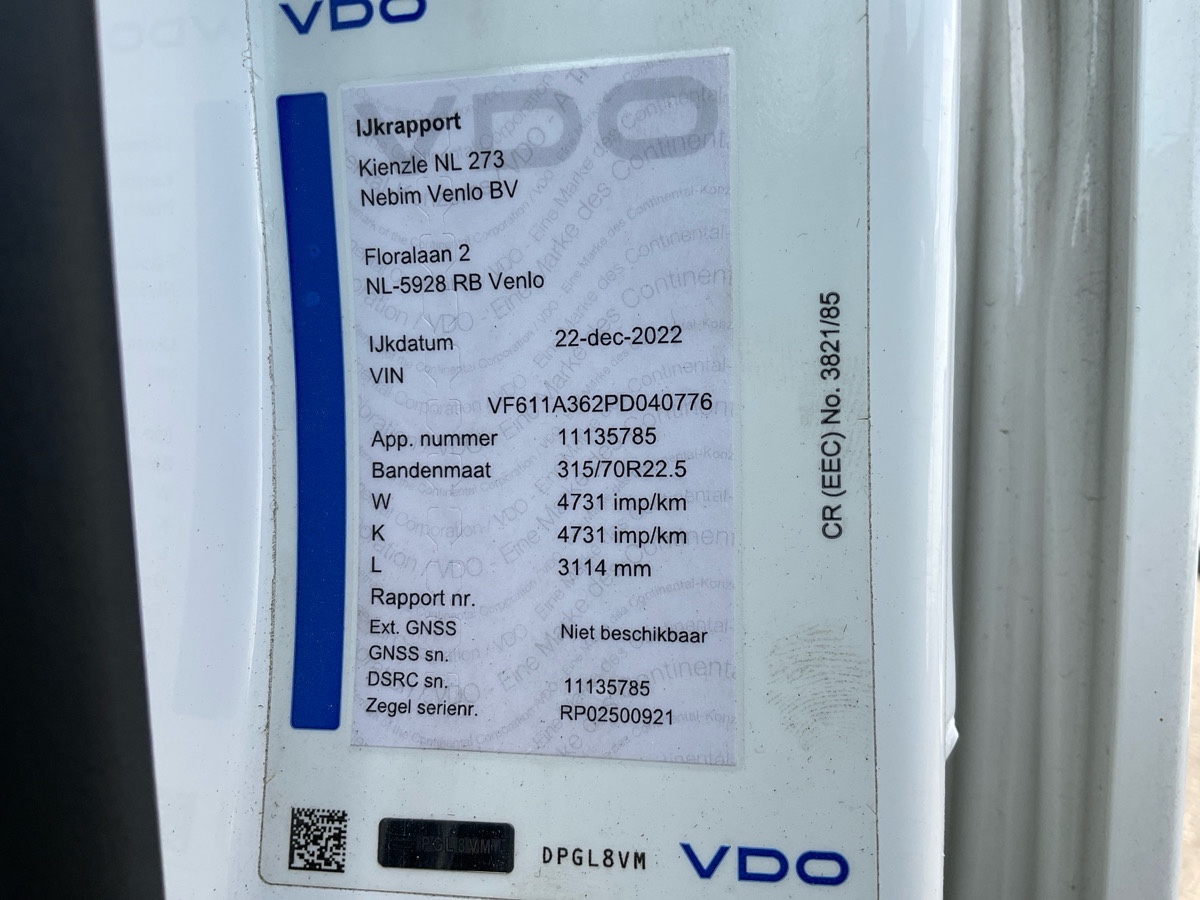 VDO
IJkrapport
Kienzle NL 273
Nebim Venlo BV
Floralaan 2
NL-5928 RB Venlo
IJkdatum 22-dec-2022
VIN
VF611A362PD040776
App. nummer 11135785
Bandenmaat 315/70R22.5
W 4731 imp/km
K 4731 imp/km
L 3114 mm
Rapport nr.
Ext. GNSS Niet beschikbaar
GNSS sn.
DSRC sn. 11135785
Zegel serienr. RP02500921
CR (EEC) No. 3821/85
DPGL8VM
VDO